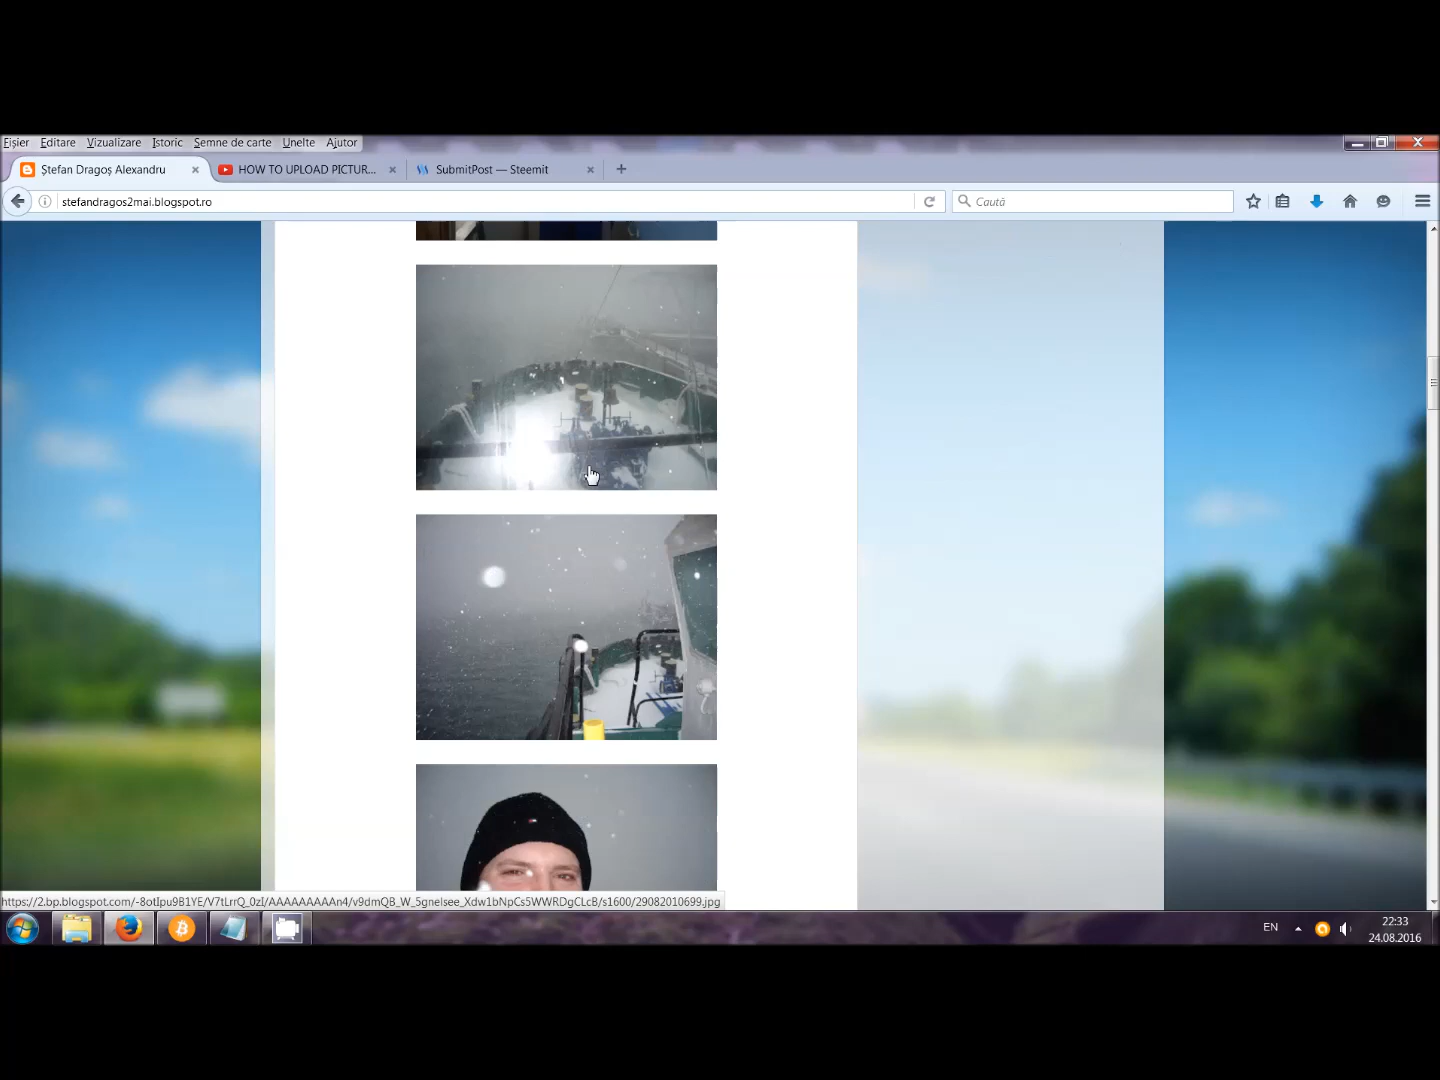 Fișier Editare Vizualizare Istoric Semne de carte Unelte Ajutor
Ștefan Dragoș Alexandru
HOW TO UPLOAD PICTUR...
SubmitPost — Steemit
stefandragos2mai.blogspot.ro
Caută
https://2.bp.blogspot.com/-8otIpu9B1YE/V7tLrrQ_0zI/AAAAAAAAAn4/v9dmQB_W_5gneIsee_Xdw1bNpCs5WWRDgCLcB/s1600/29082010699.jpg
EN
22:33
24.08.2016